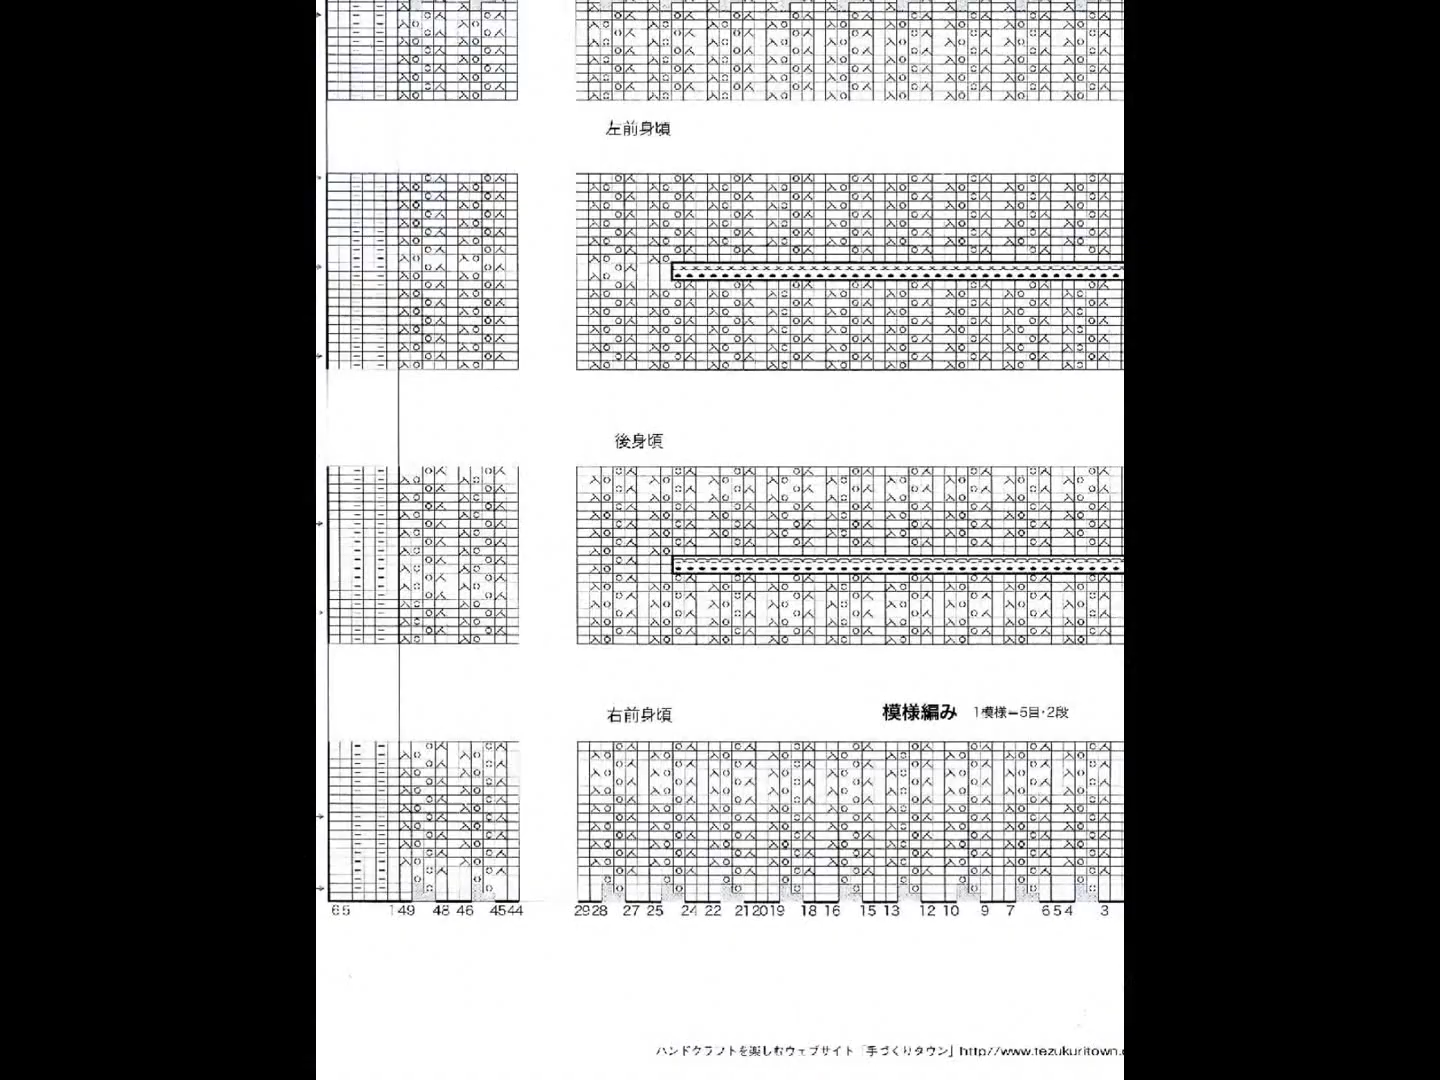 左前身頃
後身頃
右前身頃
模様編み 1模様=5目・2段
65 149 48 46 4544 2928 27 25 24 22 212019 18 16 15 13 12 10 9 7 654 3
ハンドクラフトを楽しむウェブサイト「手づくりタウン」http//www.tezukuritown.